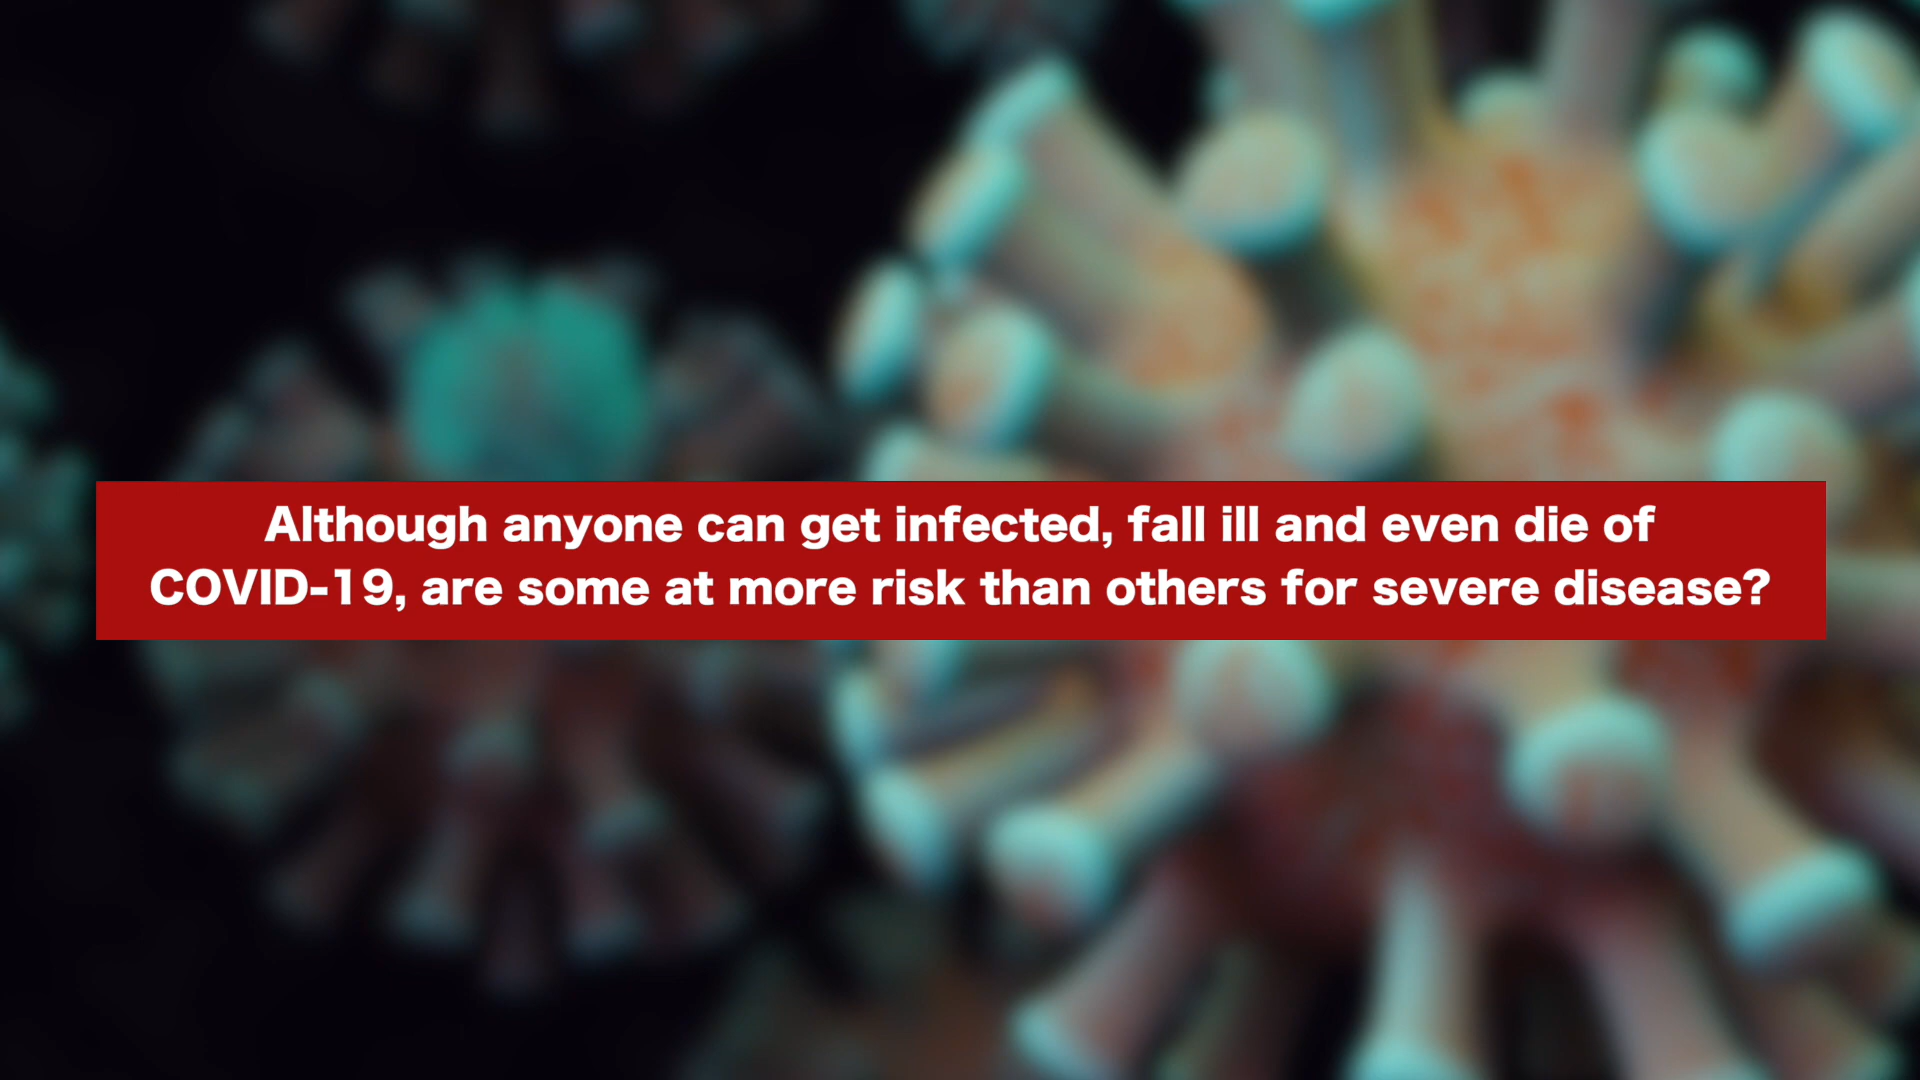 Although anyone can get infected, fall ill and even die of
COVID-19, are some at more risk than others for severe disease?